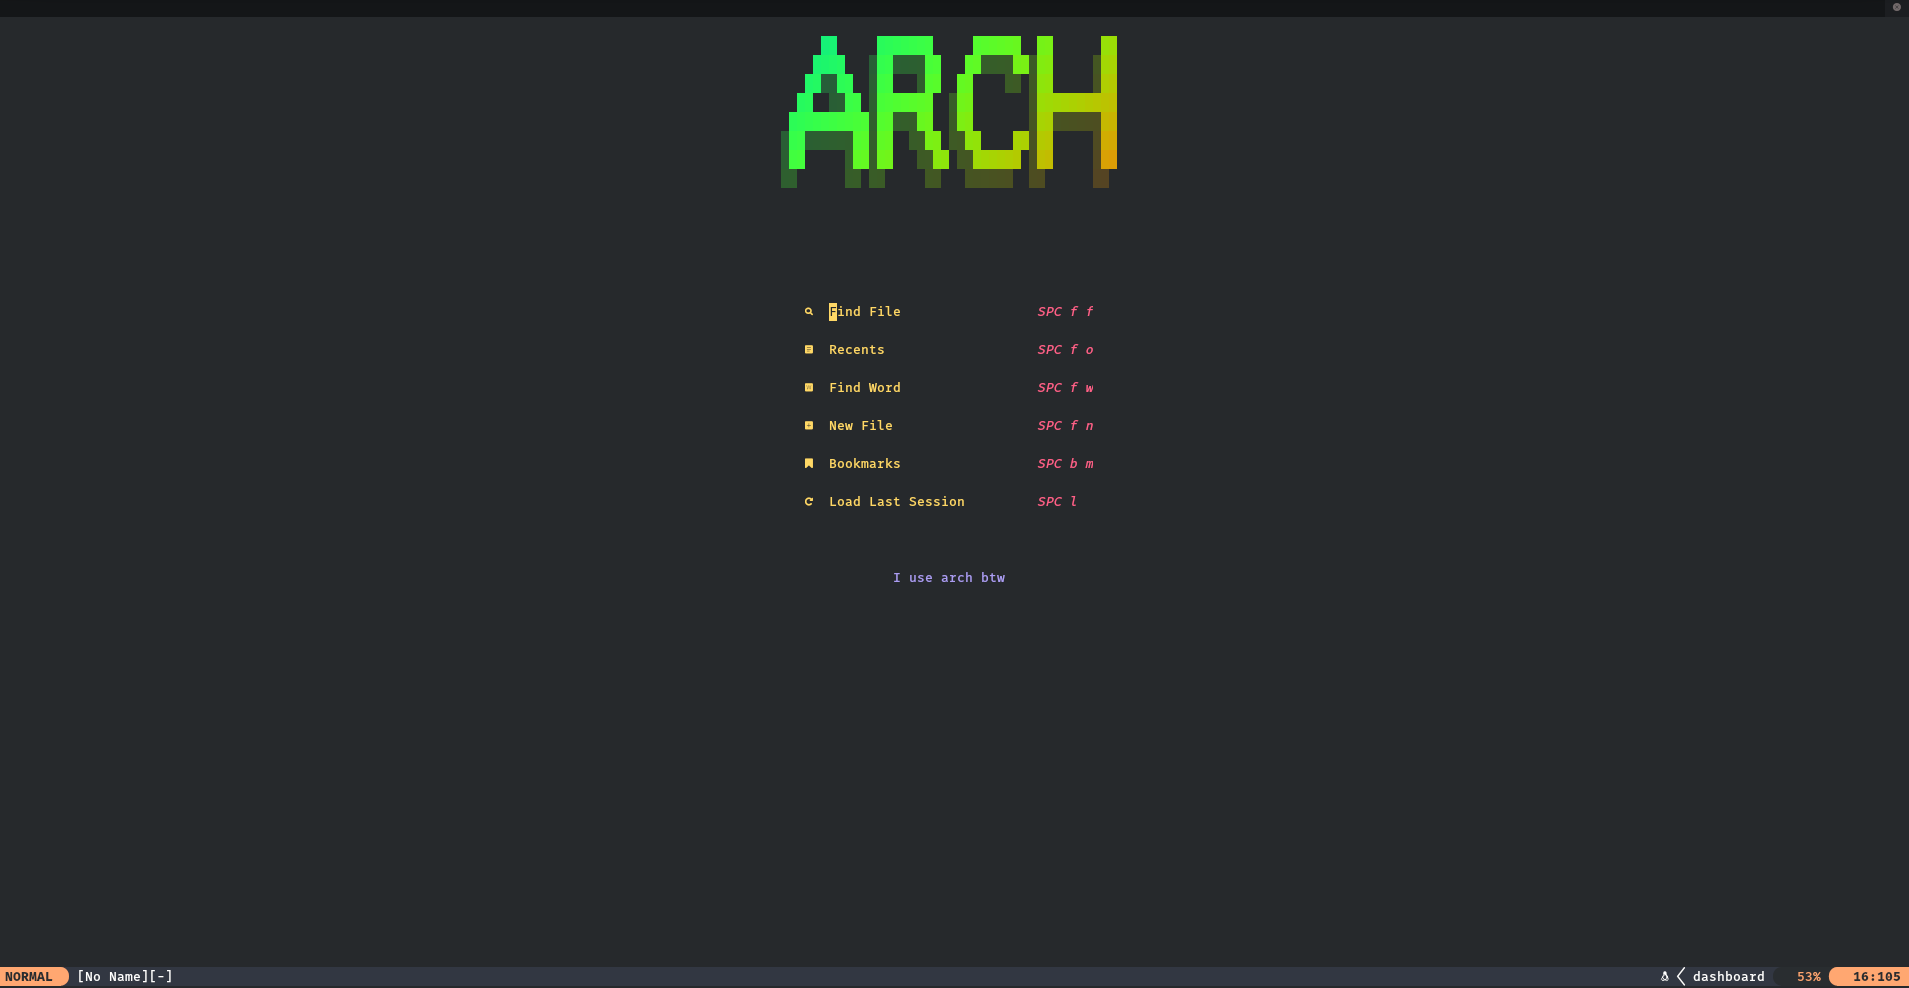 ARCH
Find File SPC f f
Recents SPC f o
Find Word SPC f w
New File SPC f n
Bookmarks SPC b m
Load Last Session SPC l
I use arch btw
NORMAL [No Name][-] dashboard 53% 16:105